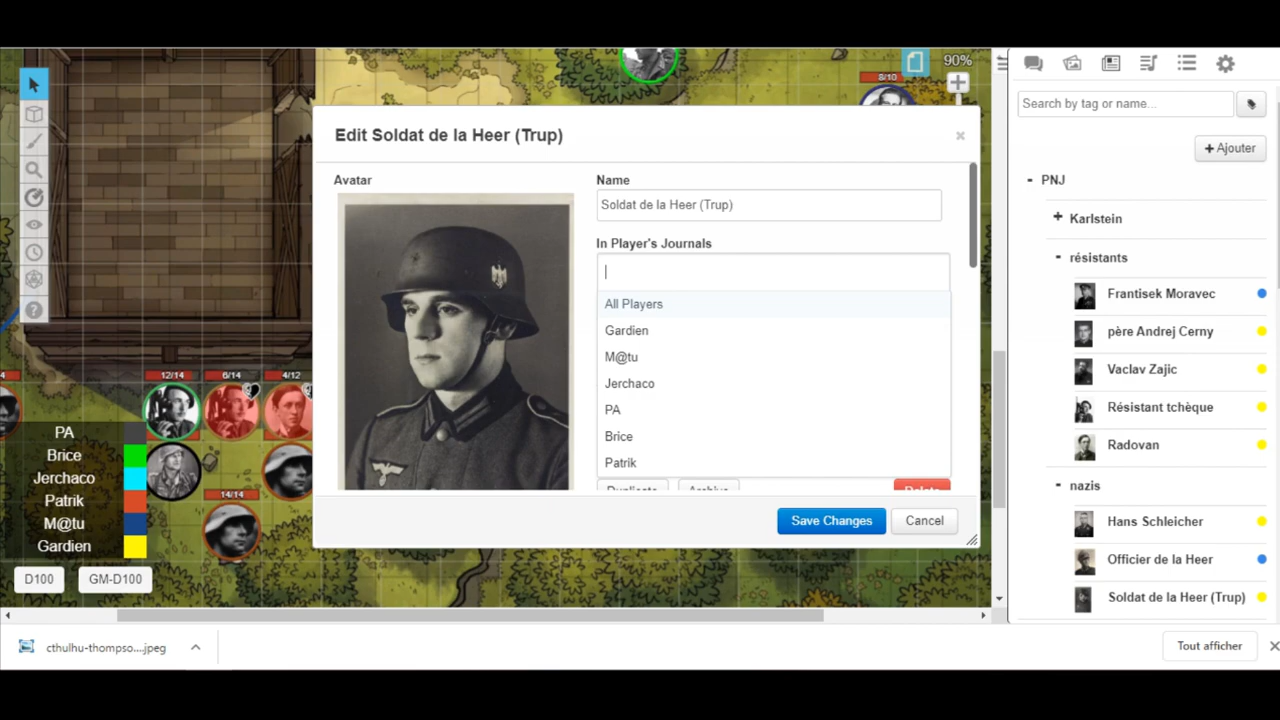 90%
8/10
Edit Soldat de la Heer (Trup)
×
Avatar
Name
Soldat de la Heer (Trup)
In Player's Journals
All Players
Gardien
M@tu
Jerchaco
PA
Brice
Patrik
Duplicate
Archive
Delete
Save Changes
Cancel
4
12/14
6/14
4/12
14/14
PA
Brice
Jerchaco
Patrik
M@tu
Gardien
D100
GM-D100
Search by tag or name...
+ Ajouter
- PNJ
+ Karlstein
- résistants
Frantisek Moravec
père Andrej Cerny
Vaclav Zajic
Résistant tchèque
Radovan
- nazis
Hans Schleicher
Officier de la Heer
Soldat de la Heer (Trup)
cthulhu-thompso....jpeg
Tout afficher